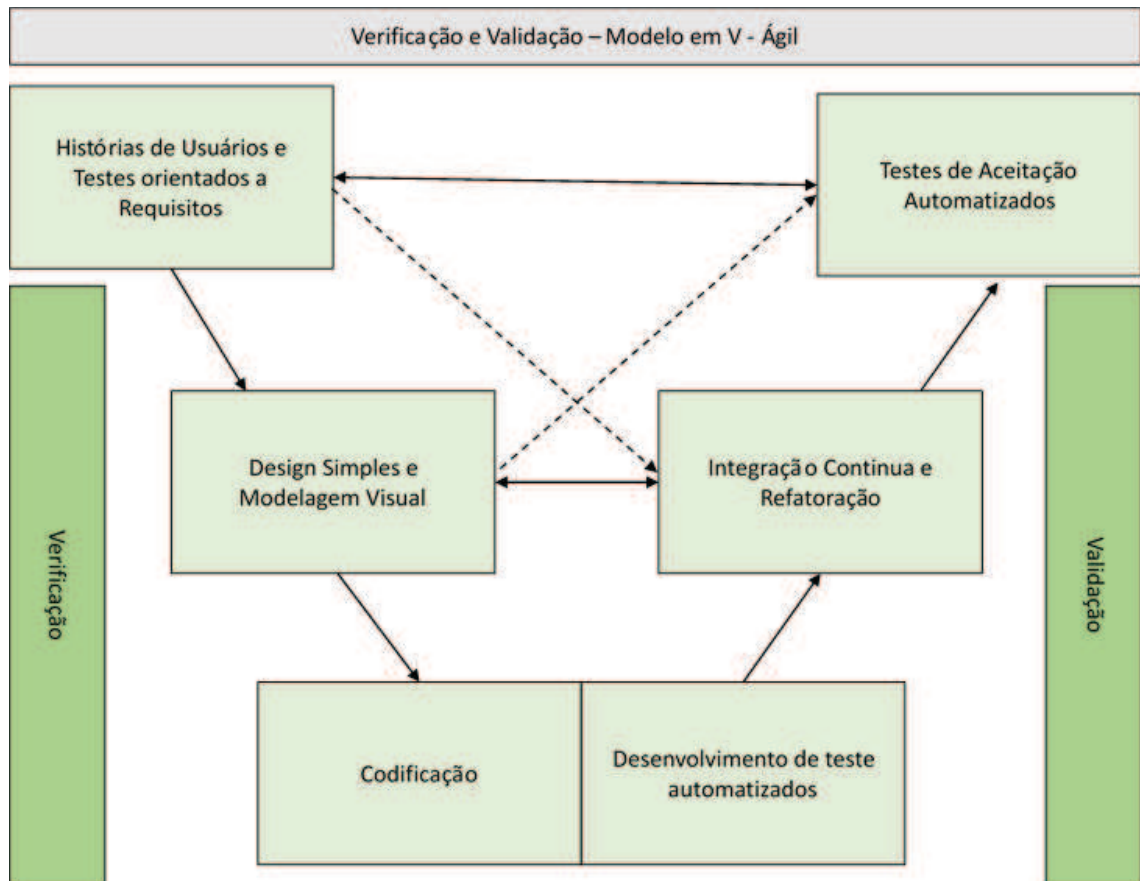 Verificação e Validação – Modelo em V - Ágil
Histórias de Usuários e
Testes orientados a
Requisitos
Testes de Aceitação
Automatizados
Design Simples e
Modelagem Visual
Integração Continua e
Refatoração
Verificação
Validação
Codificação
Desenvolvimento de teste
automatizados